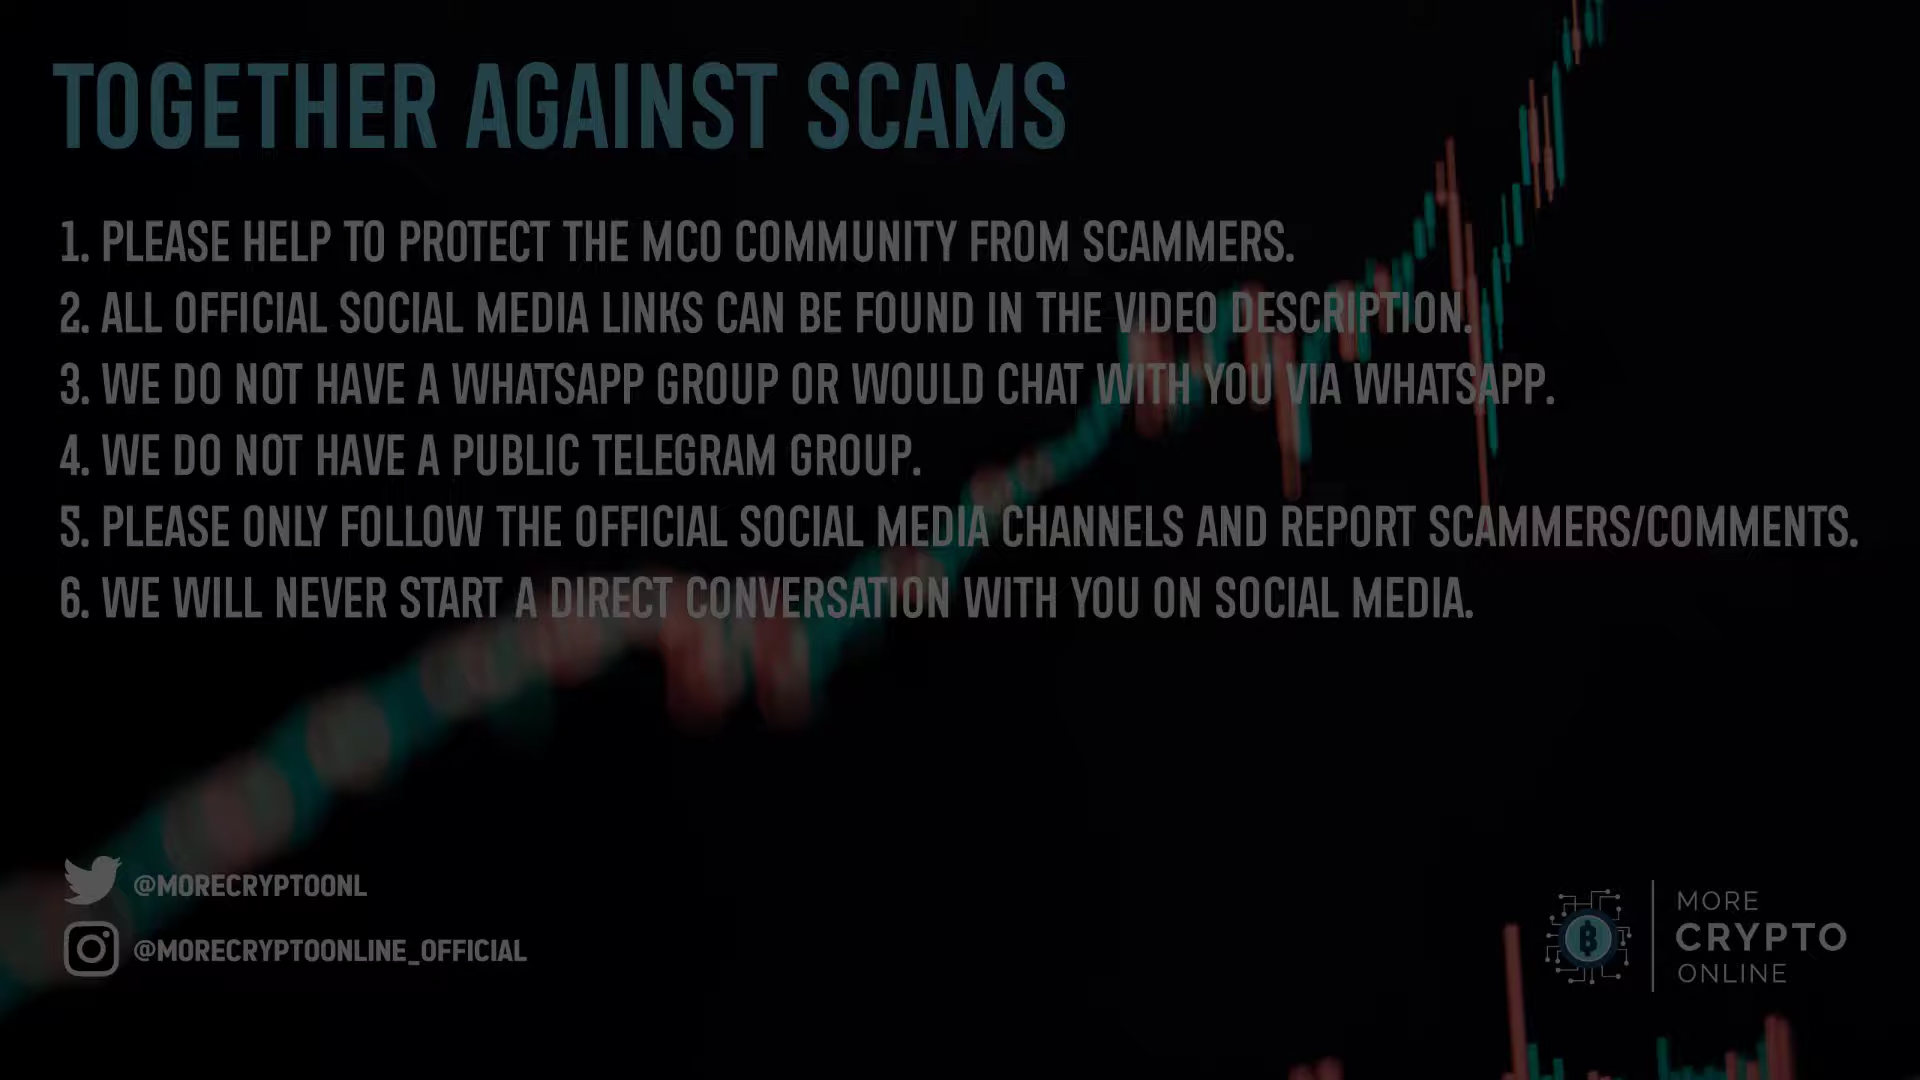 TOGETHER AGAINST SCAMS
1. PLEASE HELP TO PROTECT THE MCO COMMUNITY FROM SCAMMERS.
2. ALL OFFICIAL SOCIAL MEDIA LINKS CAN BE FOUND IN THE VIDEO DESCRIPTION.
3. WE DO NOT HAVE A WHATSAPP GROUP OR WOULD CHAT WITH YOU VIA WHATSAPP.
4. WE DO NOT HAVE A PUBLIC TELEGRAM GROUP.
5. PLEASE ONLY FOLLOW THE OFFICIAL SOCIAL MEDIA CHANNELS AND REPORT SCAMMERS/COMMENTS.
6. WE WILL NEVER START A DIRECT CONVERSATION WITH YOU ON SOCIAL MEDIA.
@MORECRYPTOONL
@MORECRYPTOONLINE_OFFICIAL
MORE
CRYPTO
ONLINE